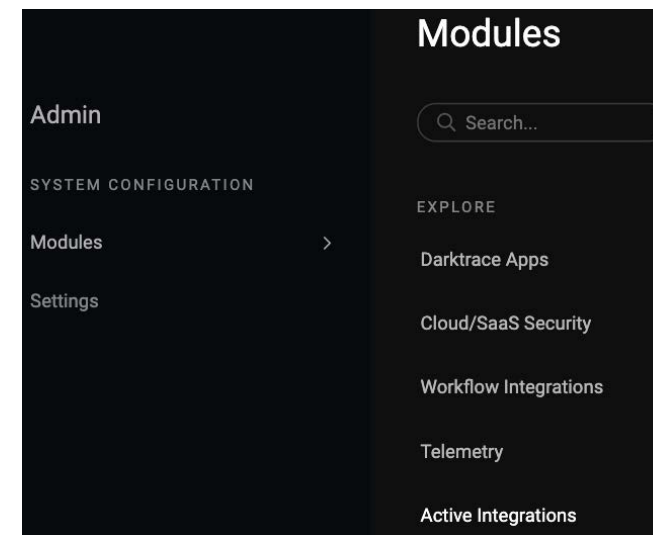 Admin
SYSTEM CONFIGURATION
Modules
Settings
Modules
Search...
EXPLORE
Darktrace Apps
Cloud/SaaS Security
Workflow Integrations
Telemetry
Active Integrations